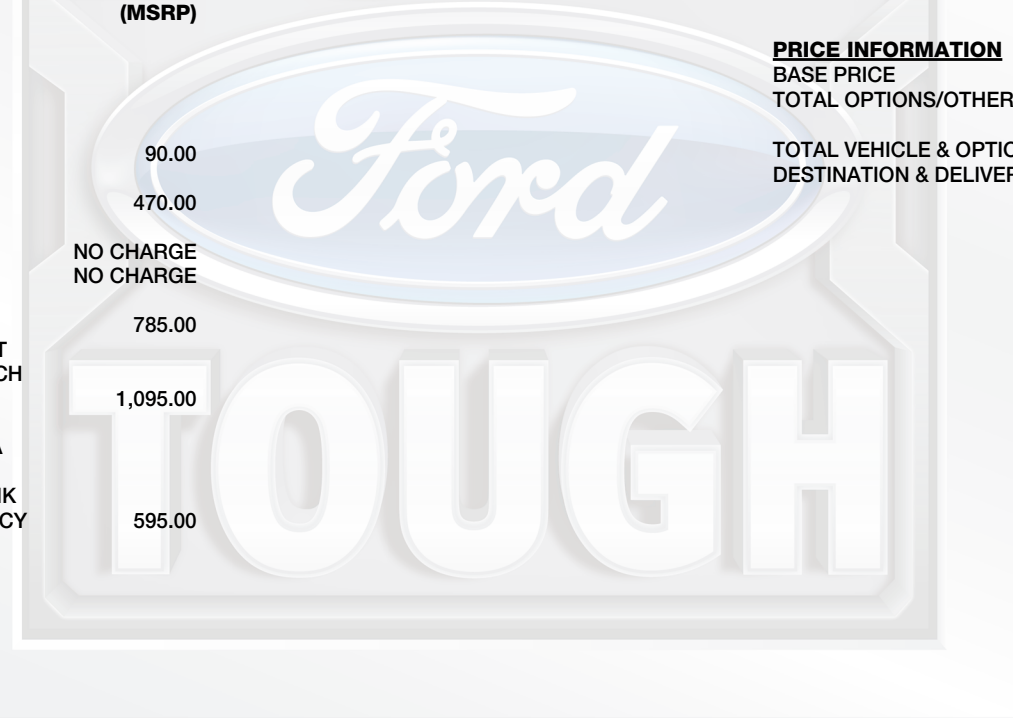 (MSRP)
90.00
470.00
NO CHARGE
NO CHARGE
785.00
T
CH
1,095.00
A
IK
CY
595.00
PRICE INFORMATION
BASE PRICE
TOTAL OPTIONS/OTHER
TOTAL VEHICLE & OPTIO
DESTINATION & DELIVER
Ford
TOUGH